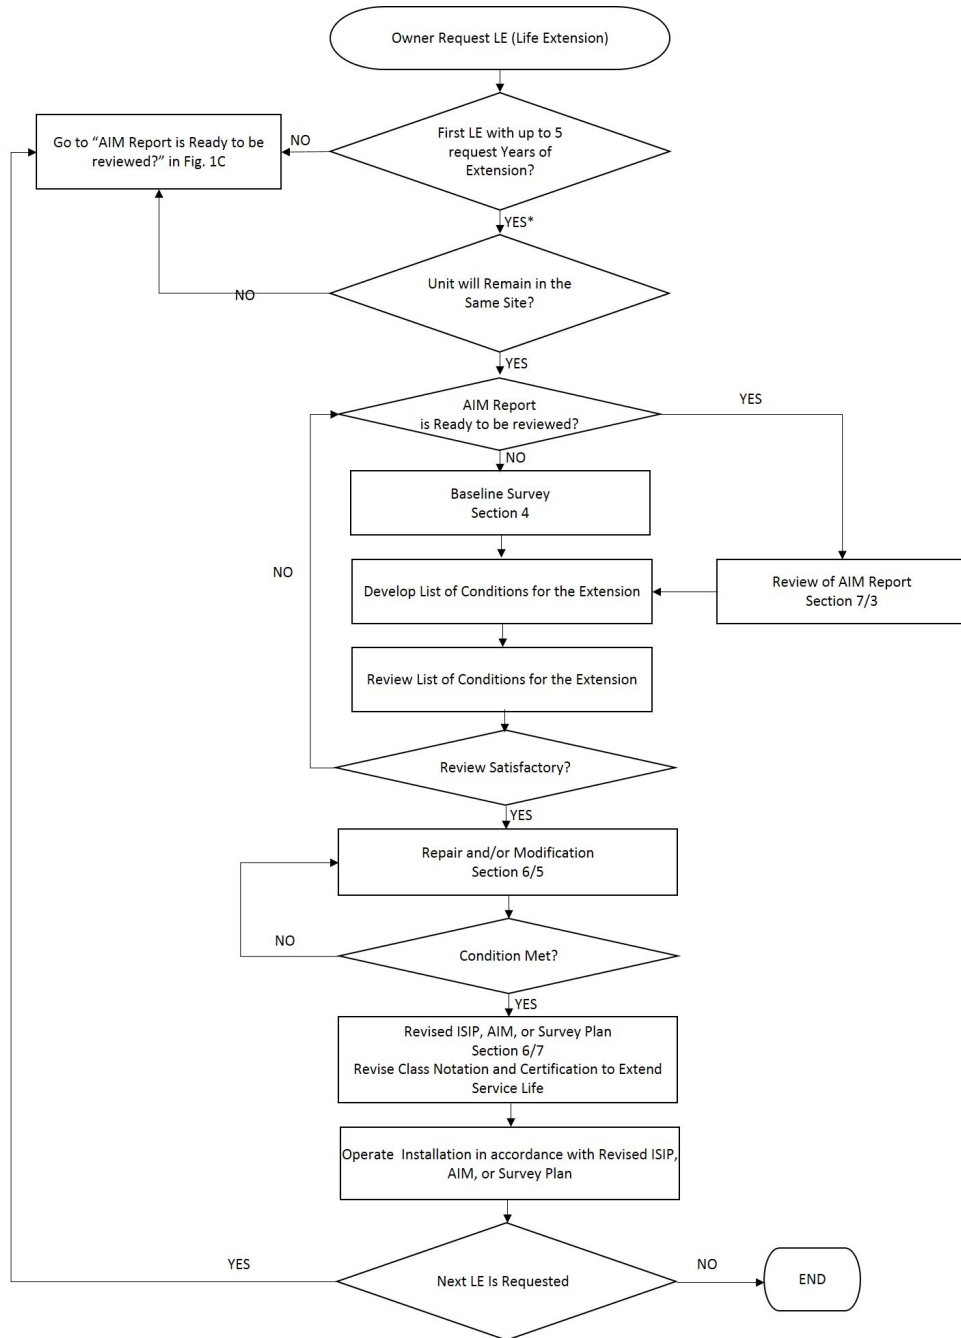 Owner Request LE (Life Extension)
First LE with up to 5
request Years of
Extension?
NO
Go to “AIM Report is Ready to be
reviewed?” in Fig. 1C
YES*
Unit will Remain in the
Same Site?
NO
YES
AIM Report
is Ready to be reviewed?
YES
NO
Baseline Survey
Section 4
NO
Develop List of Conditions for the Extension
Review of AIM Report
Section 7/3
Review List of Conditions for the Extension
Review Satisfactory?
YES
Repair and/or Modification
Section 6/5
NO
Condition Met?
YES
Revised ISIP, AIM, or Survey Plan
Section 6/7
Revise Class Notation and Certification to Extend
Service Life
Operate Installation in accordance with Revised ISIP,
AIM, or Survey Plan
YES
Next LE Is Requested
NO
END